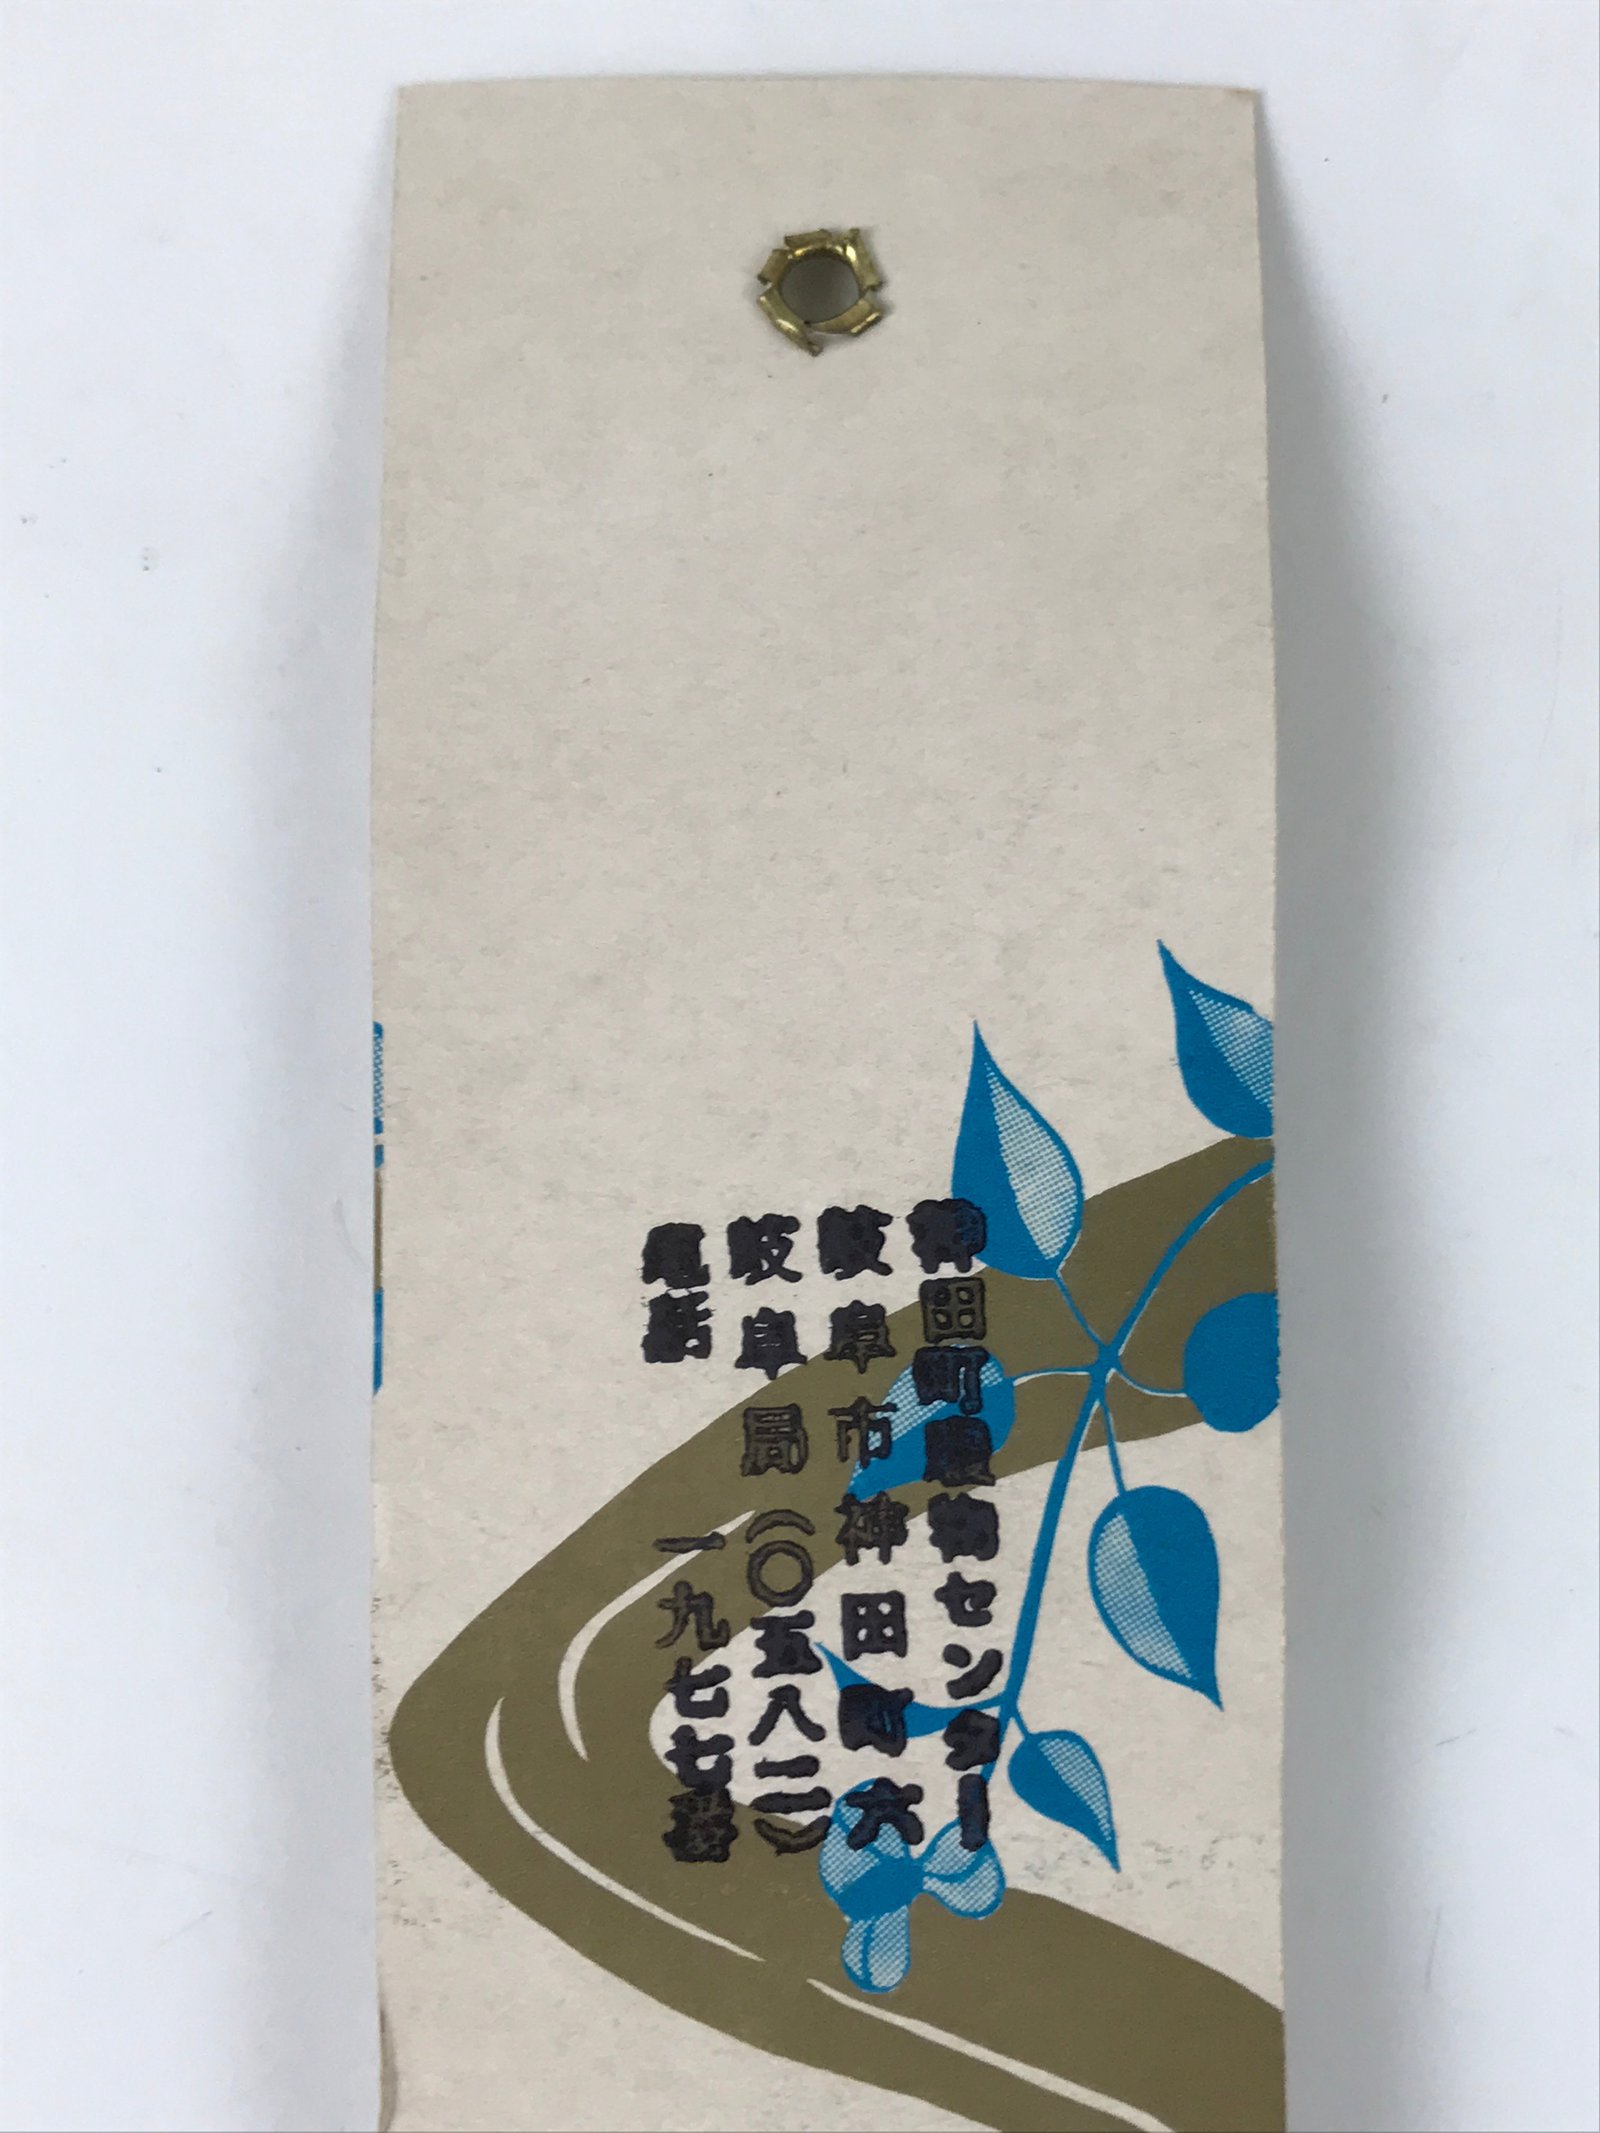 神田町履物センター
岐阜市神田町六
岐阜局(〇五八二)
電話 一九七七番